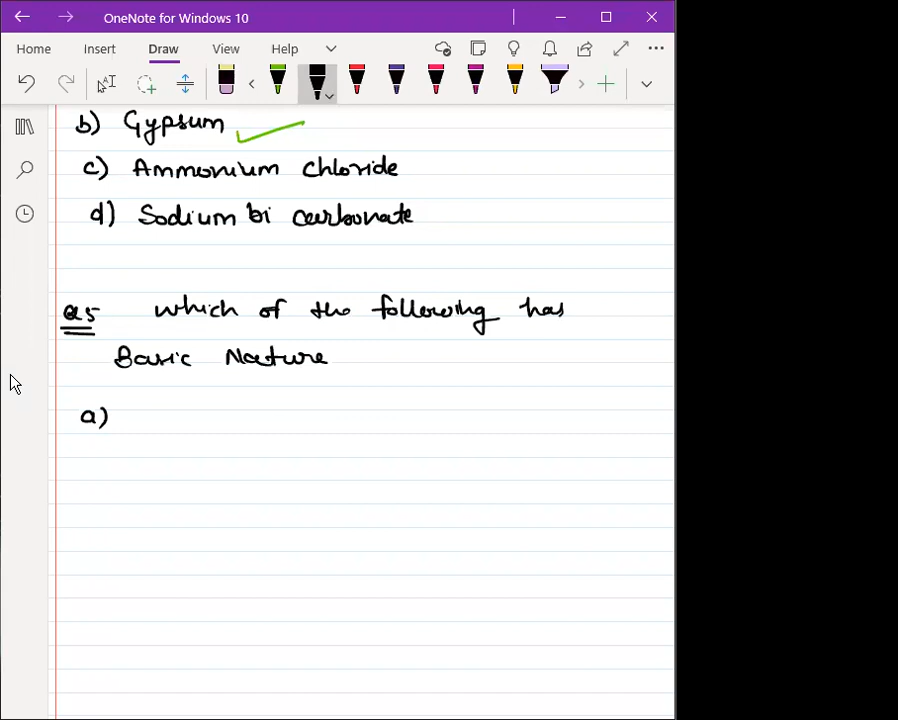 OneNote for Windows 10
Home Insert Draw View Help
b) Gypsum
c) Ammonium Chloride
d) Sodium bi carbonate
Q5 which of the following has
Basic Nature
a)